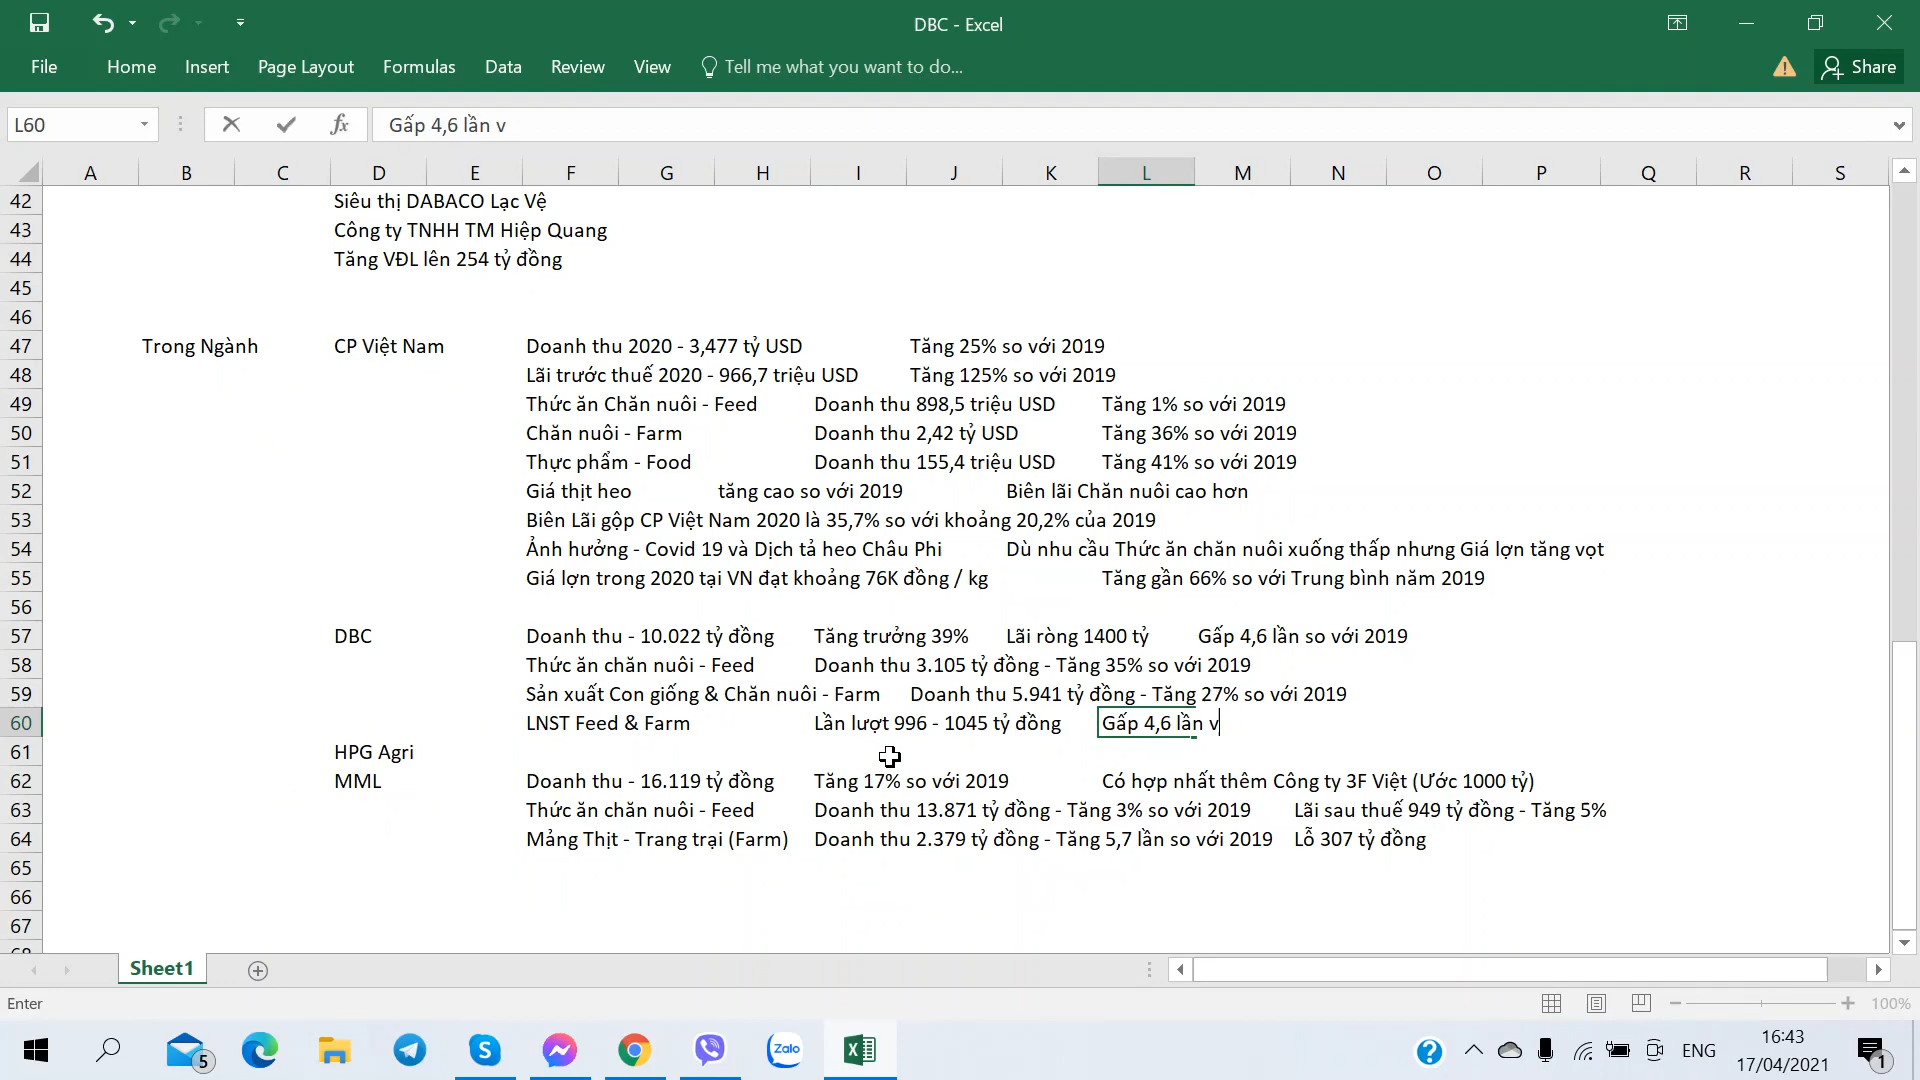 DBC - Excel
File Home Insert Page Layout Formulas Data Review View Tell me what you want to do... Share
L60 fx Gấp 4,6 lần v
A B C D E F G H I J K L M N O P Q R S
42 Siêu thị DABACO Lạc Vệ
43 Công ty TNHH TM Hiệp Quang
44 Tăng VĐL lên 254 tỷ đồng
45
46
47 Trong Ngành CP Việt Nam Doanh thu 2020 - 3,477 tỷ USD Tăng 25% so với 2019
48 Lãi trước thuế 2020 - 966,7 triệu USD Tăng 125% so với 2019
49 Thức ăn Chăn nuôi - Feed Doanh thu 898,5 triệu USD Tăng 1% so với 2019
50 Chăn nuôi - Farm Doanh thu 2,42 tỷ USD Tăng 36% so với 2019
51 Thực phẩm - Food Doanh thu 155,4 triệu USD Tăng 41% so với 2019
52 Giá thịt heo tăng cao so với 2019 Biên lãi Chăn nuôi cao hơn
53 Biên Lãi gộp CP Việt Nam 2020 là 35,7% so với khoảng 20,2% của 2019
54 Ảnh hưởng - Covid 19 và Dịch tả heo Châu Phi Dù nhu cầu Thức ăn chăn nuôi xuống thấp nhưng Giá lợn tăng vọt
55 Giá lợn trong 2020 tại VN đạt khoảng 76K đồng / kg Tăng gần 66% so với Trung bình năm 2019
56
57 DBC Doanh thu - 10.022 tỷ đồng Tăng trưởng 39% Lãi ròng 1400 tỷ Gấp 4,6 lần so với 2019
58 Thức ăn chăn nuôi - Feed Doanh thu 3.105 tỷ đồng - Tăng 35% so với 2019
59 Sản xuất Con giống & Chăn nuôi - Farm Doanh thu 5.941 tỷ đồng - Tăng 27% so với 2019
60 LNST Feed & Farm Lần lượt 996 - 1045 tỷ đồng Gấp 4,6 lần v
61 HPG Agri
62 MML Doanh thu - 16.119 tỷ đồng Tăng 17% so với 2019 Có hợp nhất thêm Công ty 3F Việt (Ước 1000 tỷ)
63 Thức ăn chăn nuôi - Feed Doanh thu 13.871 tỷ đồng - Tăng 3% so với 2019 Lãi sau thuế 949 tỷ đồng - Tăng 5%
64 Mảng Thịt - Trang trại (Farm) Doanh thu 2.379 tỷ đồng - Tăng 5,7 lần so với 2019 Lỗ 307 tỷ đồng
65
66
67
Sheet1
Enter 100%
5 Zalo ENG 16:43
17/04/2021 1